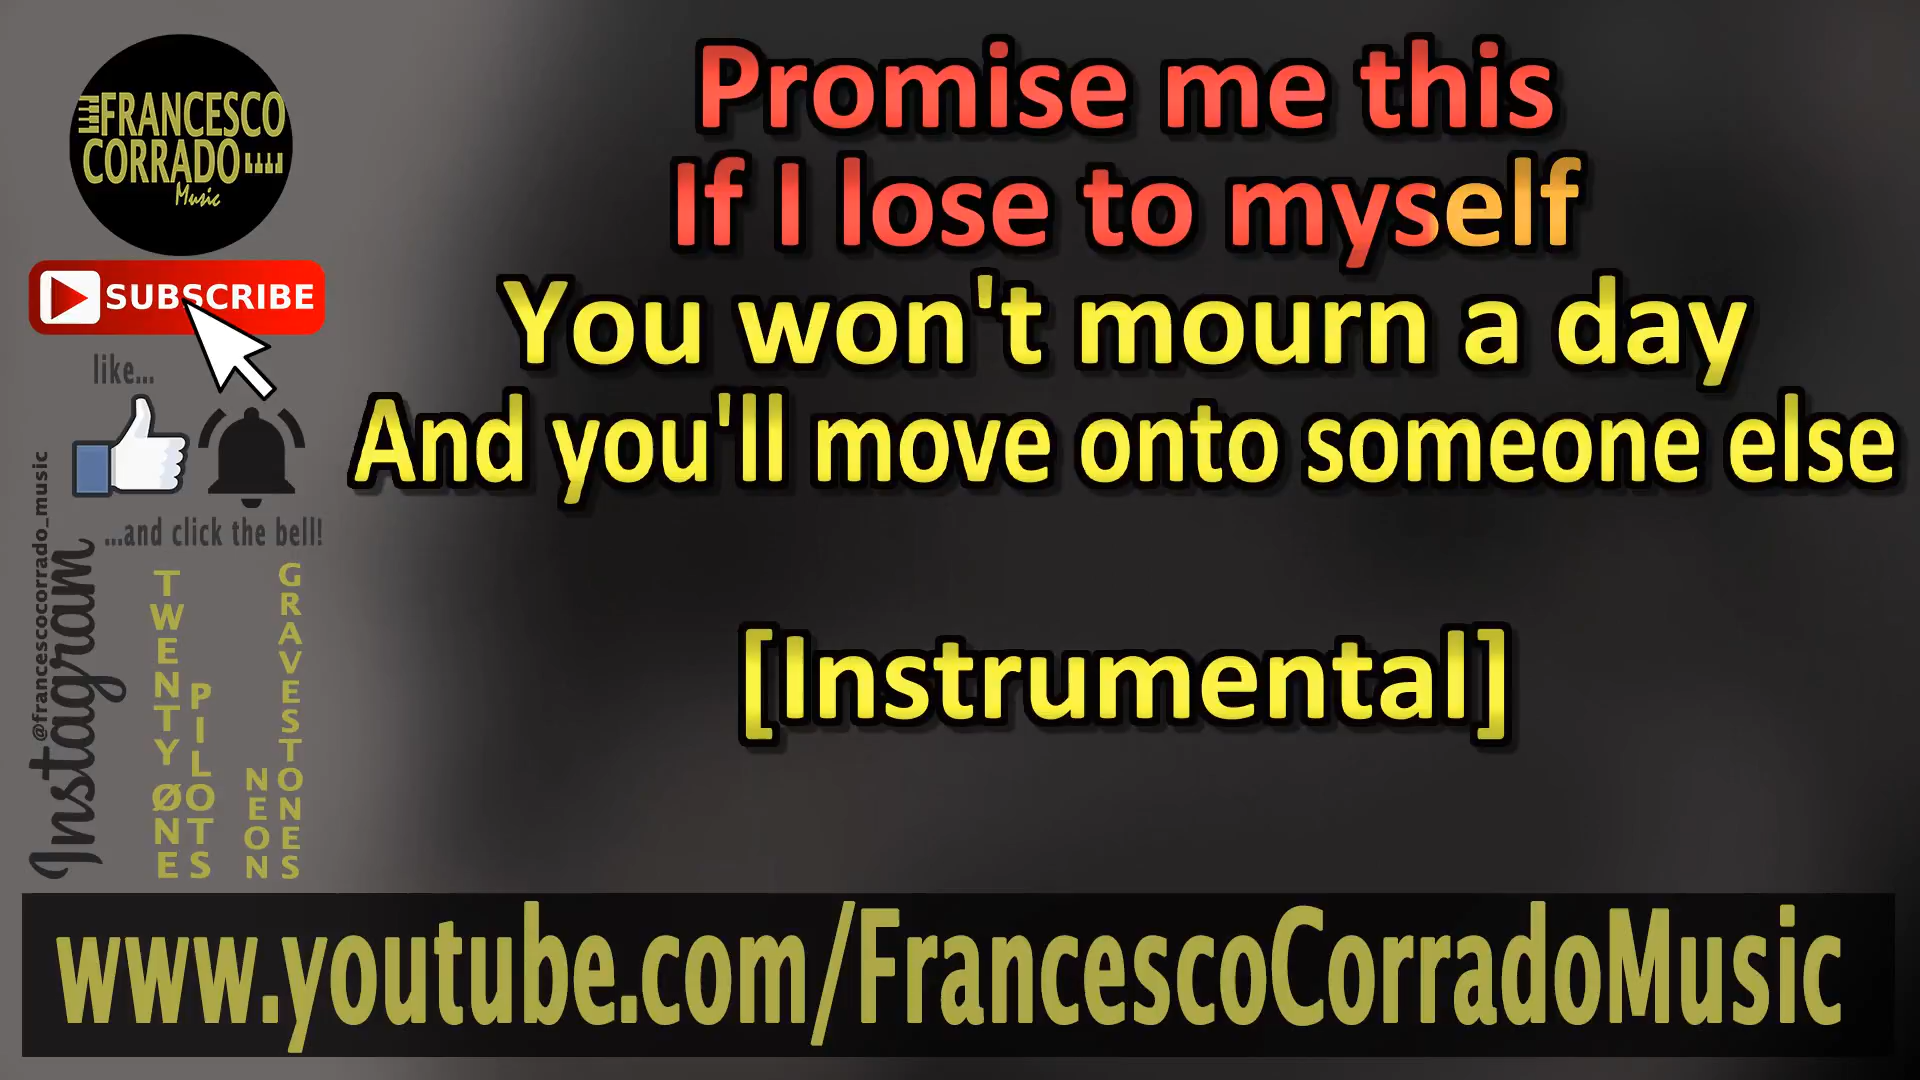 FRANCESCO
CORRADO
Music
SUBSCRIBE
like...
...and click the bell!
@francescocorrado_music
Instagram
TWENTY ØNE
PILOTS
NEON
GRAVESTONES
Promise me this
If I lose to myself
You won't mourn a day
And you'll move onto someone else
[Instrumental]
www.youtube.com/FrancescoCorradoMusic